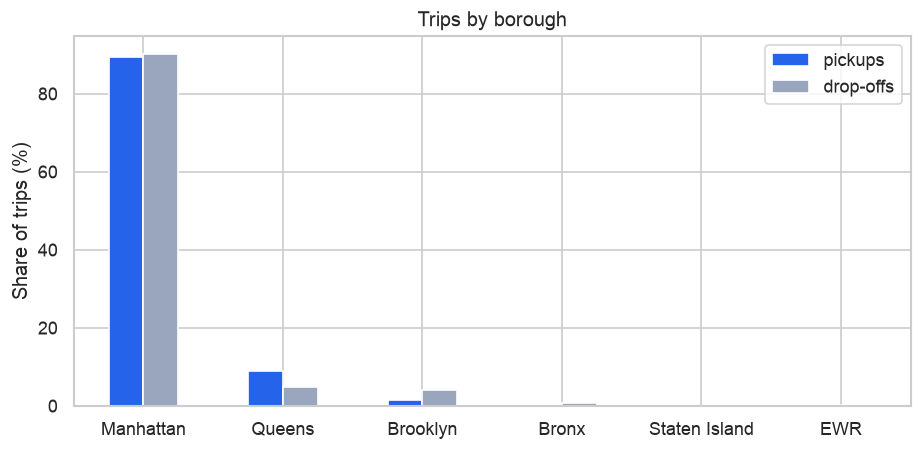 Trips by borough
pickups
drop-offs
Share of trips (%)
80
60
40
20
0
Manhattan Queens Brooklyn Bronx Staten Island EWR